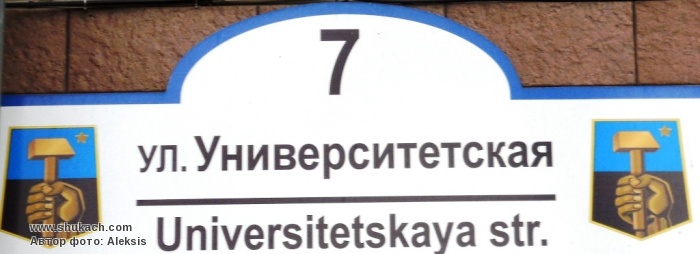 7
ул. Университетская
Universitetskaya str.
www.shukach.com
Автор фото: Aleksis